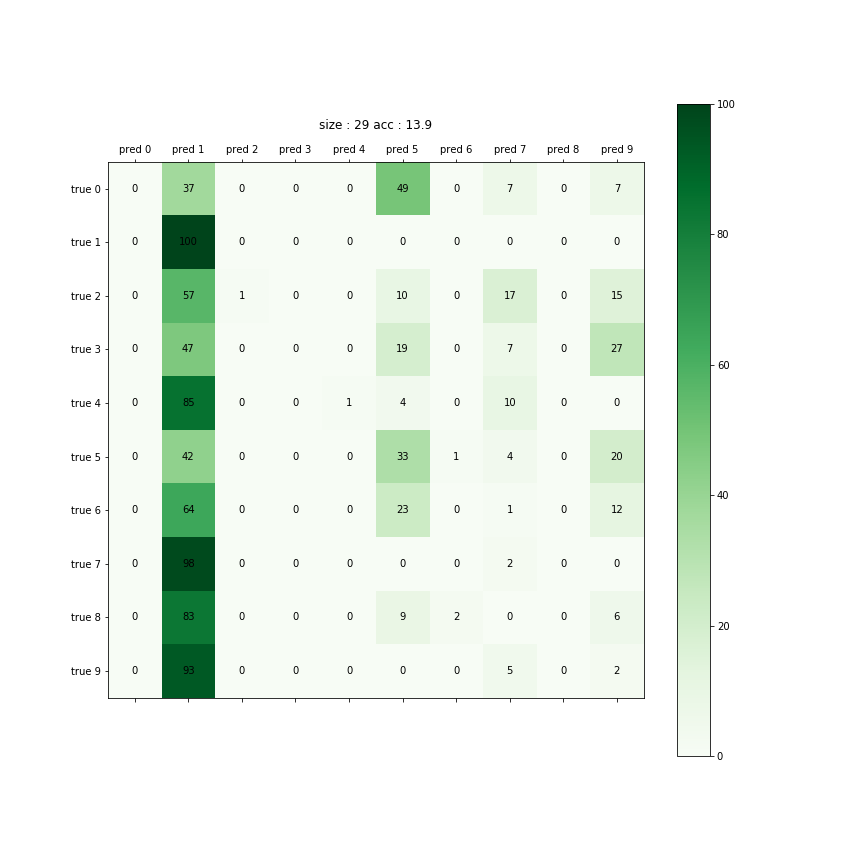 size : 29 acc : 13.9
pred 0 pred 1 pred 2 pred 3 pred 4 pred 5 pred 6 pred 7 pred 8 pred 9
true 0 0 37 0 0 0 49 0 7 0 7
true 1 0 100 0 0 0 0 0 0 0 0
true 2 0 57 1 0 0 10 0 17 0 15
true 3 0 47 0 0 0 19 0 7 0 27
true 4 0 85 0 0 1 4 0 10 0 0
true 5 0 42 0 0 0 33 1 4 0 20
true 6 0 64 0 0 0 23 0 1 0 12
true 7 0 98 0 0 0 0 0 2 0 0
true 8 0 83 0 0 0 9 2 0 0 6
true 9 0 93 0 0 0 0 0 5 0 2
100
80
60
40
20
0